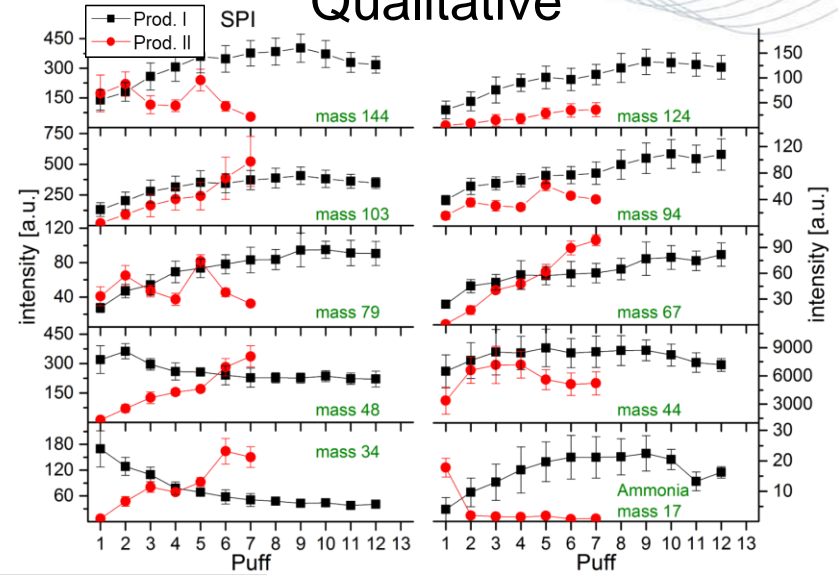 Qualitative
Prod. I
Prod. II
SPI
450
300
150
mass 144
750
500
250
mass 103
120
80
40
mass 79
450
300
150
mass 48
180
120
60
mass 34
intensity [a.u.]
intensity [a.u.]
1 2 3 4 5 6 7 8 9 10 11 12 13
Puff
150
100
50
mass 124
120
80
40
mass 94
90
60
30
mass 67
9000
6000
3000
mass 44
30
20
10
Ammonia
mass 17
intensity [a.u.]
intensity [a.u.]
1 2 3 4 5 6 7 8 9 10 11 12 13
Puff